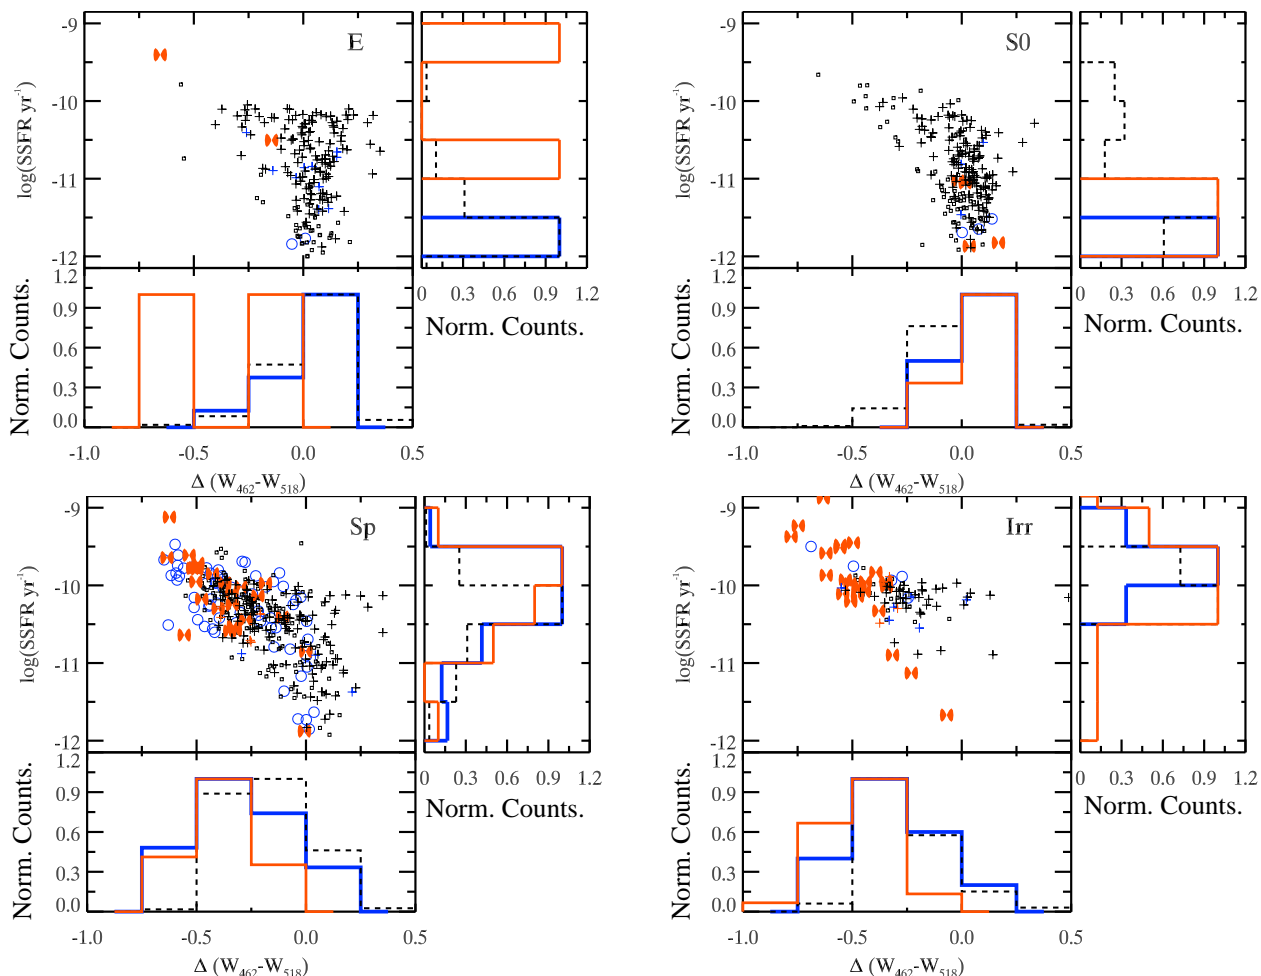 E
-9
-10
-11
-12
log(SSFR yr⁻¹)
0 0.3 0.6 0.9 1.2
Norm. Counts.
1.2
0.9
0.6
0.3
0.0
Norm. Counts.
-1.0 -0.5 0.0 0.5
Δ (W₄₆₂-W₅₁₈)
S0
-9
-10
-11
-12
log(SSFR yr⁻¹)
0 0.3 0.6 0.9 1.2
Norm. Counts.
1.2
0.9
0.6
0.3
0.0
Norm. Counts.
-1.0 -0.5 0.0 0.5
Δ (W₄₆₂-W₅₁₈)
Sp
-9
-10
-11
-12
log(SSFR yr⁻¹)
0 0.3 0.6 0.9 1.2
Norm. Counts.
1.2
0.9
0.6
0.3
0.0
Norm. Counts.
-0.5 0.0 0.5
Δ (W₄₆₂-W₅₁₈)
Irr
-9
-10
-11
-12
log(SSFR yr⁻¹)
0 0.3 0.6 0.9 1.2
Norm. Counts.
1.2
0.9
0.6
0.3
0.0
Norm. Counts.
-1.0 -0.5 0.0 0.5
Δ (W₄₆₂-W₅₁₈)